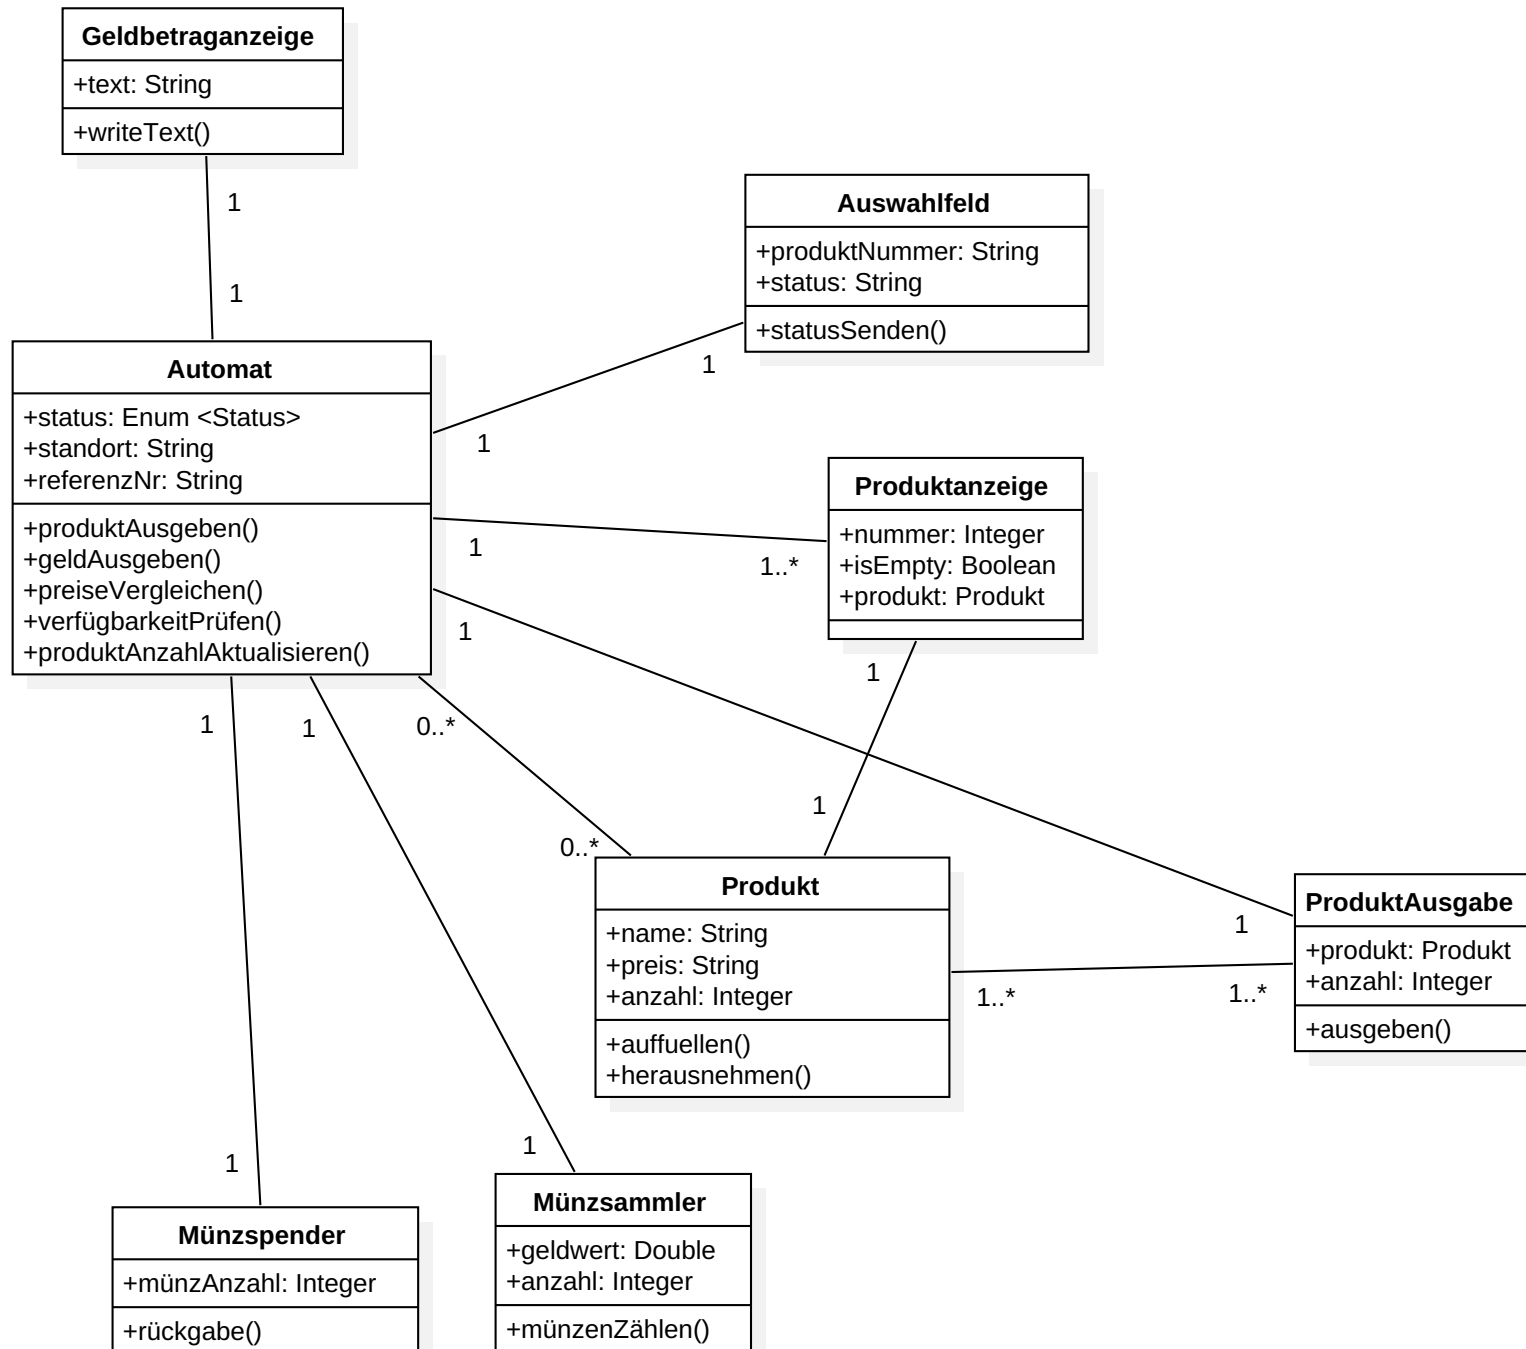 Geldbetraganzeige
+text: String
+writeText()
1
1
Auswahlfeld
+produktNummer: String
+status: String
+statusSenden()
1
1
Automat
+status: Enum <Status>
+standort: String
+referenzNr: String
+produktAusgeben()
+geldAusgeben()
+preiseVergleichen()
+verfügbarkeitPrüfen()
+produktAnzahlAktualisieren()
Produktanzeige
+nummer: Integer
+isEmpty: Boolean
+produkt: Produkt
1
1..*
1
1
1
1
0..*
1
0..*
Produkt
+name: String
+preis: String
+anzahl: Integer
+auffuellen()
+herausnehmen()
ProduktAusgabe
+produkt: Produkt
+anzahl: Integer
+ausgeben()
1
1..*
1..*
1
1
Münzspender
+münzAnzahl: Integer
+rückgabe()
Münzsammler
+geldwert: Double
+anzahl: Integer
+münzenZählen()